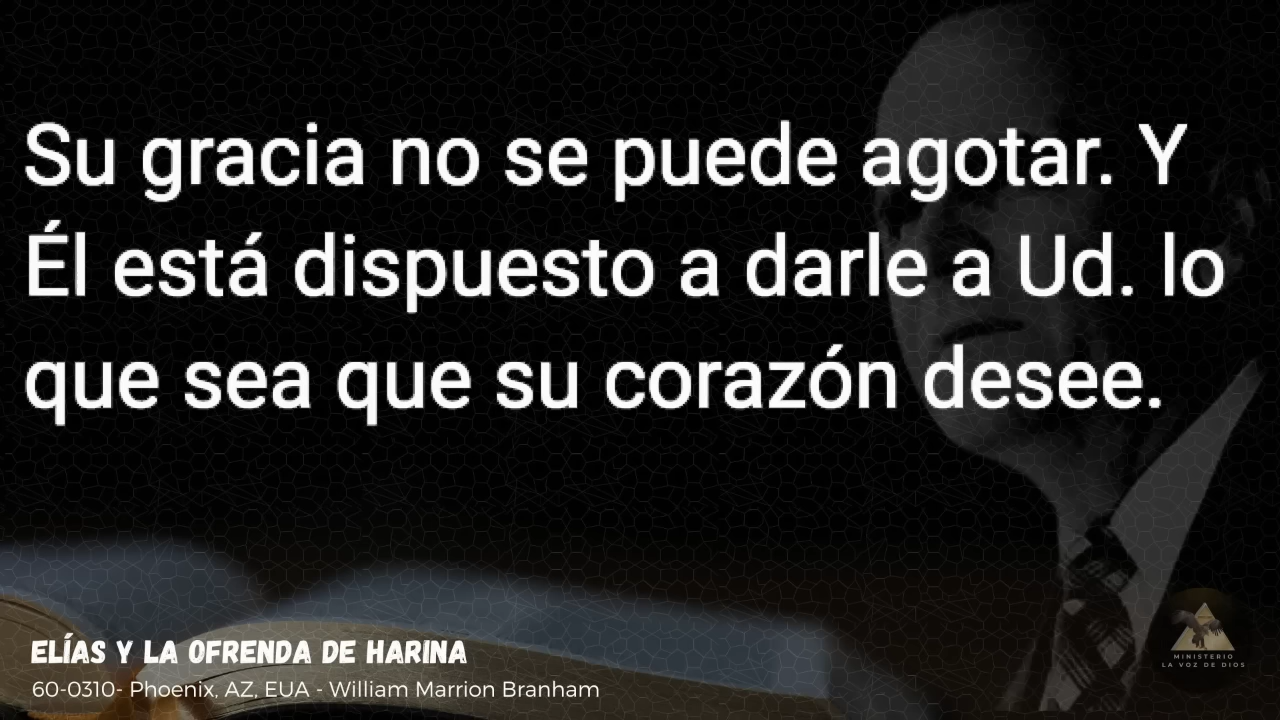 Su gracia no se puede agotar. Y
Él está dispuesto a darle a Ud. lo
que sea que su corazón desee.
ELÍAS Y LA OFRENDA DE HARINA
60-0310- Phoenix, AZ, EUA - William Marrion Branham
MINISTERIO
LA VOZ DE DIOS